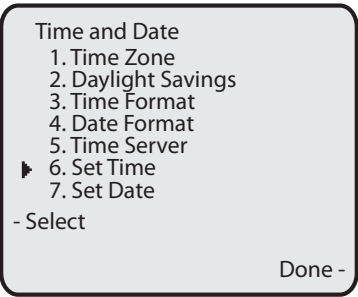 Time and Date
1. Time Zone
2. Daylight Savings
3. Time Format
4. Date Format
5. Time Server
6. Set Time
7. Set Date
- Select
Done -